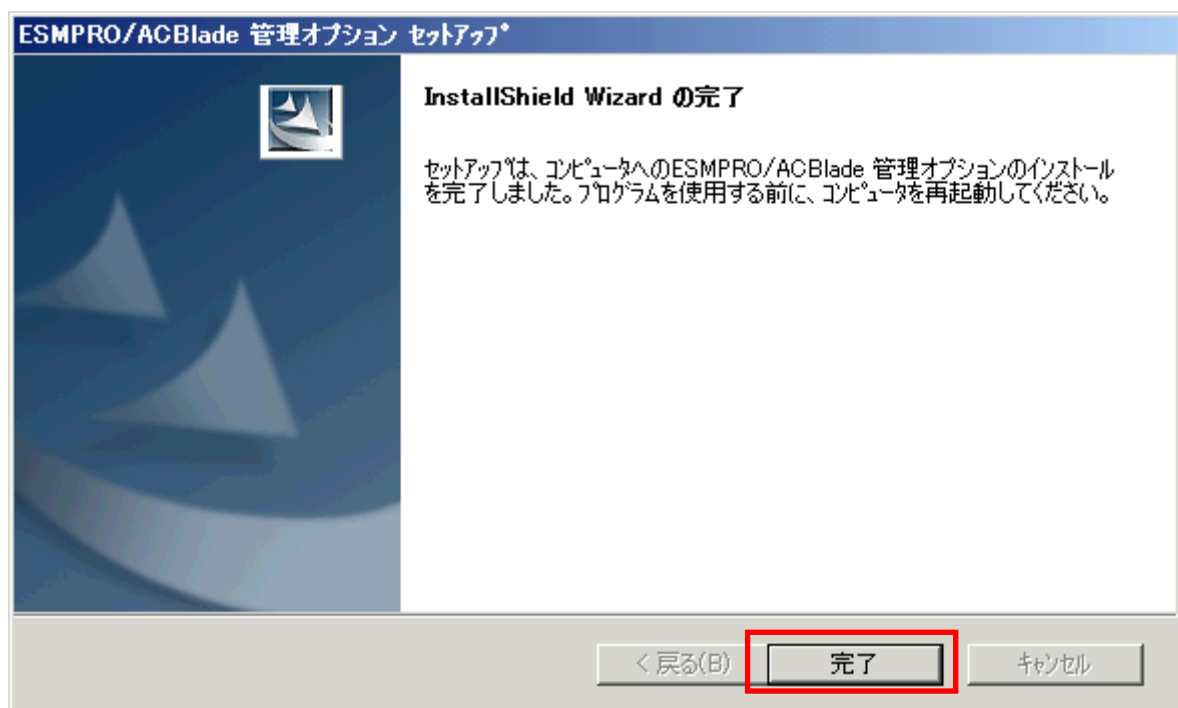 ESMPRO/ACBlade 管理オプション ｾｯﾄｱｯﾌﾟ
InstallShield Wizard の完了
ｾｯﾄｱｯﾌﾟは、ｺﾝﾋﾟｭｰﾀへのESMPRO/ACBlade 管理オプションのｲﾝｽﾄｰﾙ
を完了しました。ﾌﾟﾛｸﾞﾗﾑを使用する前に、ｺﾝﾋﾟｭｰﾀを再起動してください。
< 戻る(B) 完了 ｷｬﾝｾﾙ